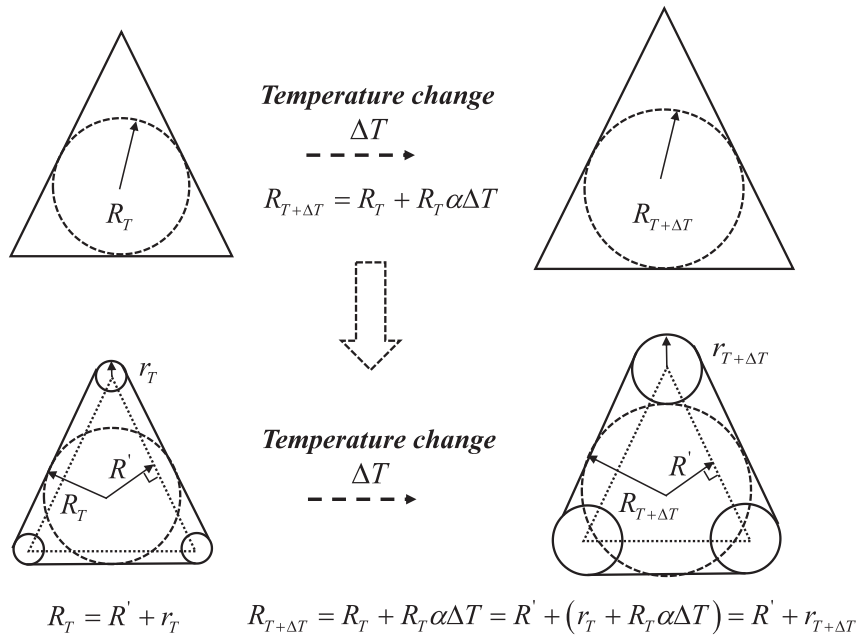 Temperature change
ΔT
R_{T+ΔT} = R_T + R_T αΔT
R_T
R_{T+ΔT}
r_T
R'
R_T
Temperature change
ΔT
r_{T+ΔT}
R'
R_{T+ΔT}
R_T = R' + r_T
R_{T+ΔT} = R_T + R_T αΔT = R' + (r_T + R_T αΔT) = R' + r_{T+ΔT}